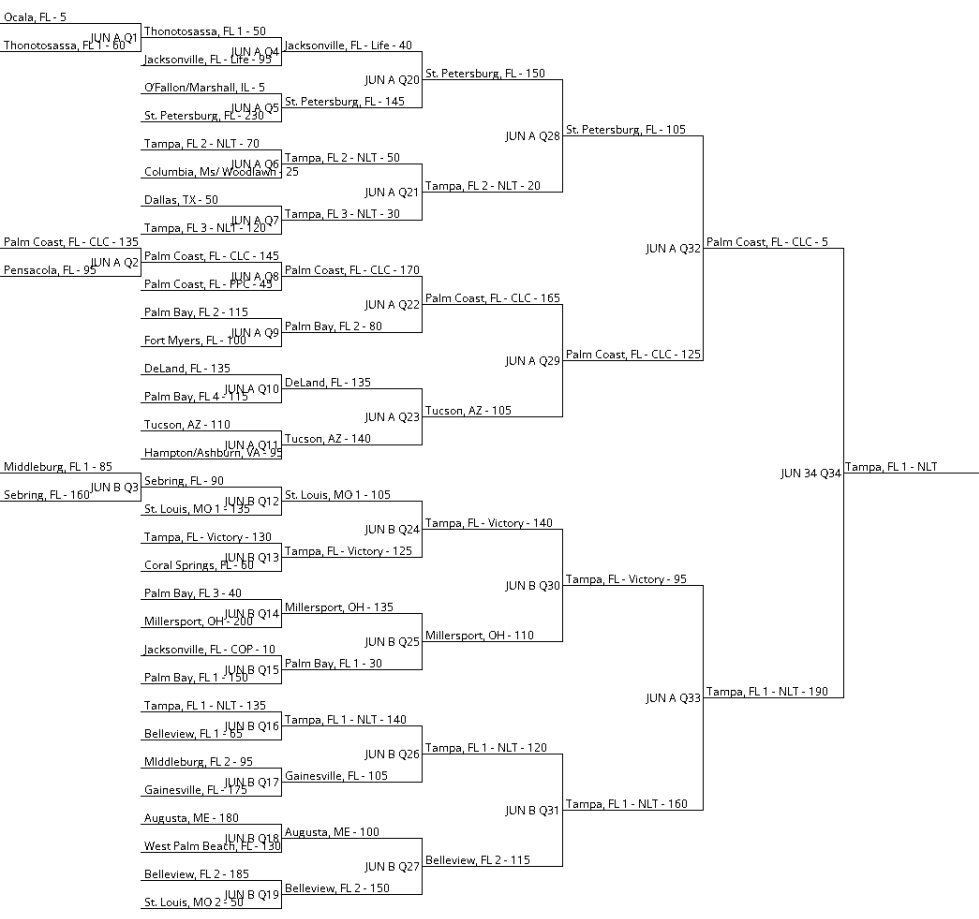 Ocala, FL - 5
JUN A Q1
Thonotosassa, FL 1 - 60
Thonotosassa, FL 1 - 50
JUN A Q4
Jacksonville, FL - Life - 95
Jacksonville, FL - Life - 40
JUN A Q20
O'Fallon/Marshall, IL - 5
JUN A Q5
St. Petersburg, FL - 230
St. Petersburg, FL - 145
St. Petersburg, FL - 150
JUN A Q28
Tampa, FL 2 - NLT - 70
JUN A Q6
Columbia, Ms/ Woodlawn - 25
Tampa, FL 2 - NLT - 50
JUN A Q21
Dallas, TX - 50
JUN A Q7
Tampa, FL 3 - NLT - 120
Tampa, FL 3 - NLT - 30
Tampa, FL 2 - NLT - 20
St. Petersburg, FL - 105
JUN A Q32
Palm Coast, FL - CLC - 135
JUN A Q2
Pensacola, FL - 95
Palm Coast, FL - CLC - 145
JUN A Q8
Palm Coast, FL - PPC - 45
Palm Coast, FL - CLC - 170
JUN A Q22
Palm Bay, FL 2 - 115
JUN A Q9
Fort Myers, FL - 100
Palm Bay, FL 2 - 80
Palm Coast, FL - CLC - 165
JUN A Q29
DeLand, FL - 135
JUN A Q10
Palm Bay, FL 4 - 115
DeLand, FL - 135
JUN A Q23
Tucson, AZ - 110
JUN A Q11
Hampton/Ashburn, VA - 95
Tucson, AZ - 140
Tucson, AZ - 105
Palm Coast, FL - CLC - 125
Palm Coast, FL - CLC - 5
JUN 34 Q34
Tampa, FL 1 - NLT
Middleburg, FL 1 - 85
JUN B Q3
Sebring, FL - 160
Sebring, FL - 90
JUN B Q12
St. Louis, MO 1 - 135
St. Louis, MO 1 - 105
JUN B Q24
Tampa, FL - Victory - 130
JUN B Q13
Coral Springs, FL - 60
Tampa, FL - Victory - 125
Tampa, FL - Victory - 140
JUN B Q30
Palm Bay, FL 3 - 40
JUN B Q14
Millersport, OH - 200
Millersport, OH - 135
JUN B Q25
Jacksonville, FL - COP - 10
JUN B Q15
Palm Bay, FL 1 - 150
Palm Bay, FL 1 - 30
Millersport, OH - 110
Tampa, FL - Victory - 95
JUN A Q33
Tampa, FL 1 - NLT - 190
Tampa, FL 1 - NLT - 135
JUN B Q16
Belleview, FL 1 - 65
Tampa, FL 1 - NLT - 140
JUN B Q26
MIddleburg, FL 2 - 95
JUN B Q17
Gainesville, FL - 175
Gainesville, FL - 105
Tampa, FL 1 - NLT - 120
JUN B Q31
Tampa, FL 1 - NLT - 160
Augusta, ME - 180
JUN B Q18
West Palm Beach, FL - 130
Augusta, ME - 100
JUN B Q27
Belleview, FL 2 - 185
JUN B Q19
St. Louis, MO 2 - 50
Belleview, FL 2 - 150
Belleview, FL 2 - 115